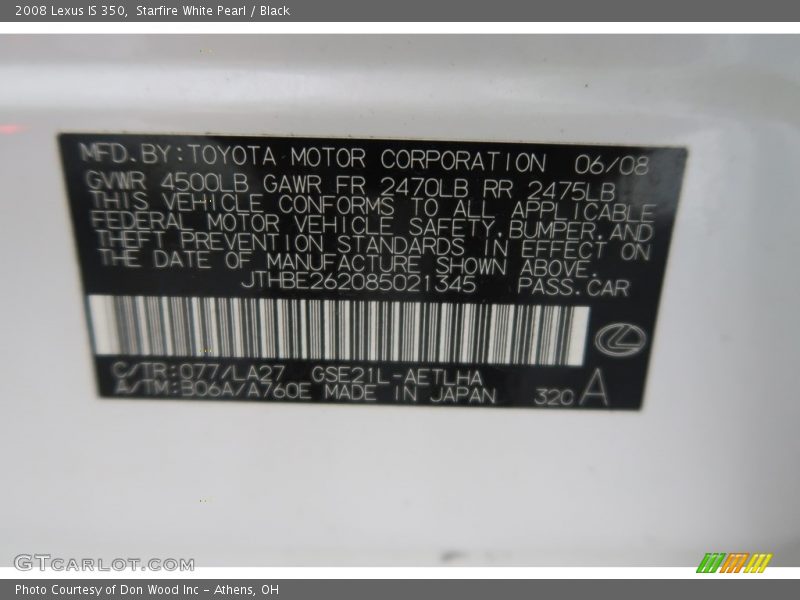 2008 Lexus IS 350,  Starfire White Pearl / Black
MFD.BY:TOYOTA MOTOR CORPORATION 06/08
GVWR 4500LB GAWR FR 2470LB RR 2475LB
THIS VEHICLE CONFORMS TO ALL APPLICABLE
FEDERAL MOTOR VEHICLE SAFETY,BUMPER,AND
THEFT PREVENTION STANDARDS IN EFFECT ON
THE DATE OF MANUFACTURE SHOWN ABOVE.
JTHBE262085021345 PASS.CAR
C/TR:077/LA27 GSE21L-AETLHA
A/TM:B06A/A760E MADE IN JAPAN 320 A
GTCARLOT.COM
Photo Courtesy of Don Wood Inc - Athens, OH